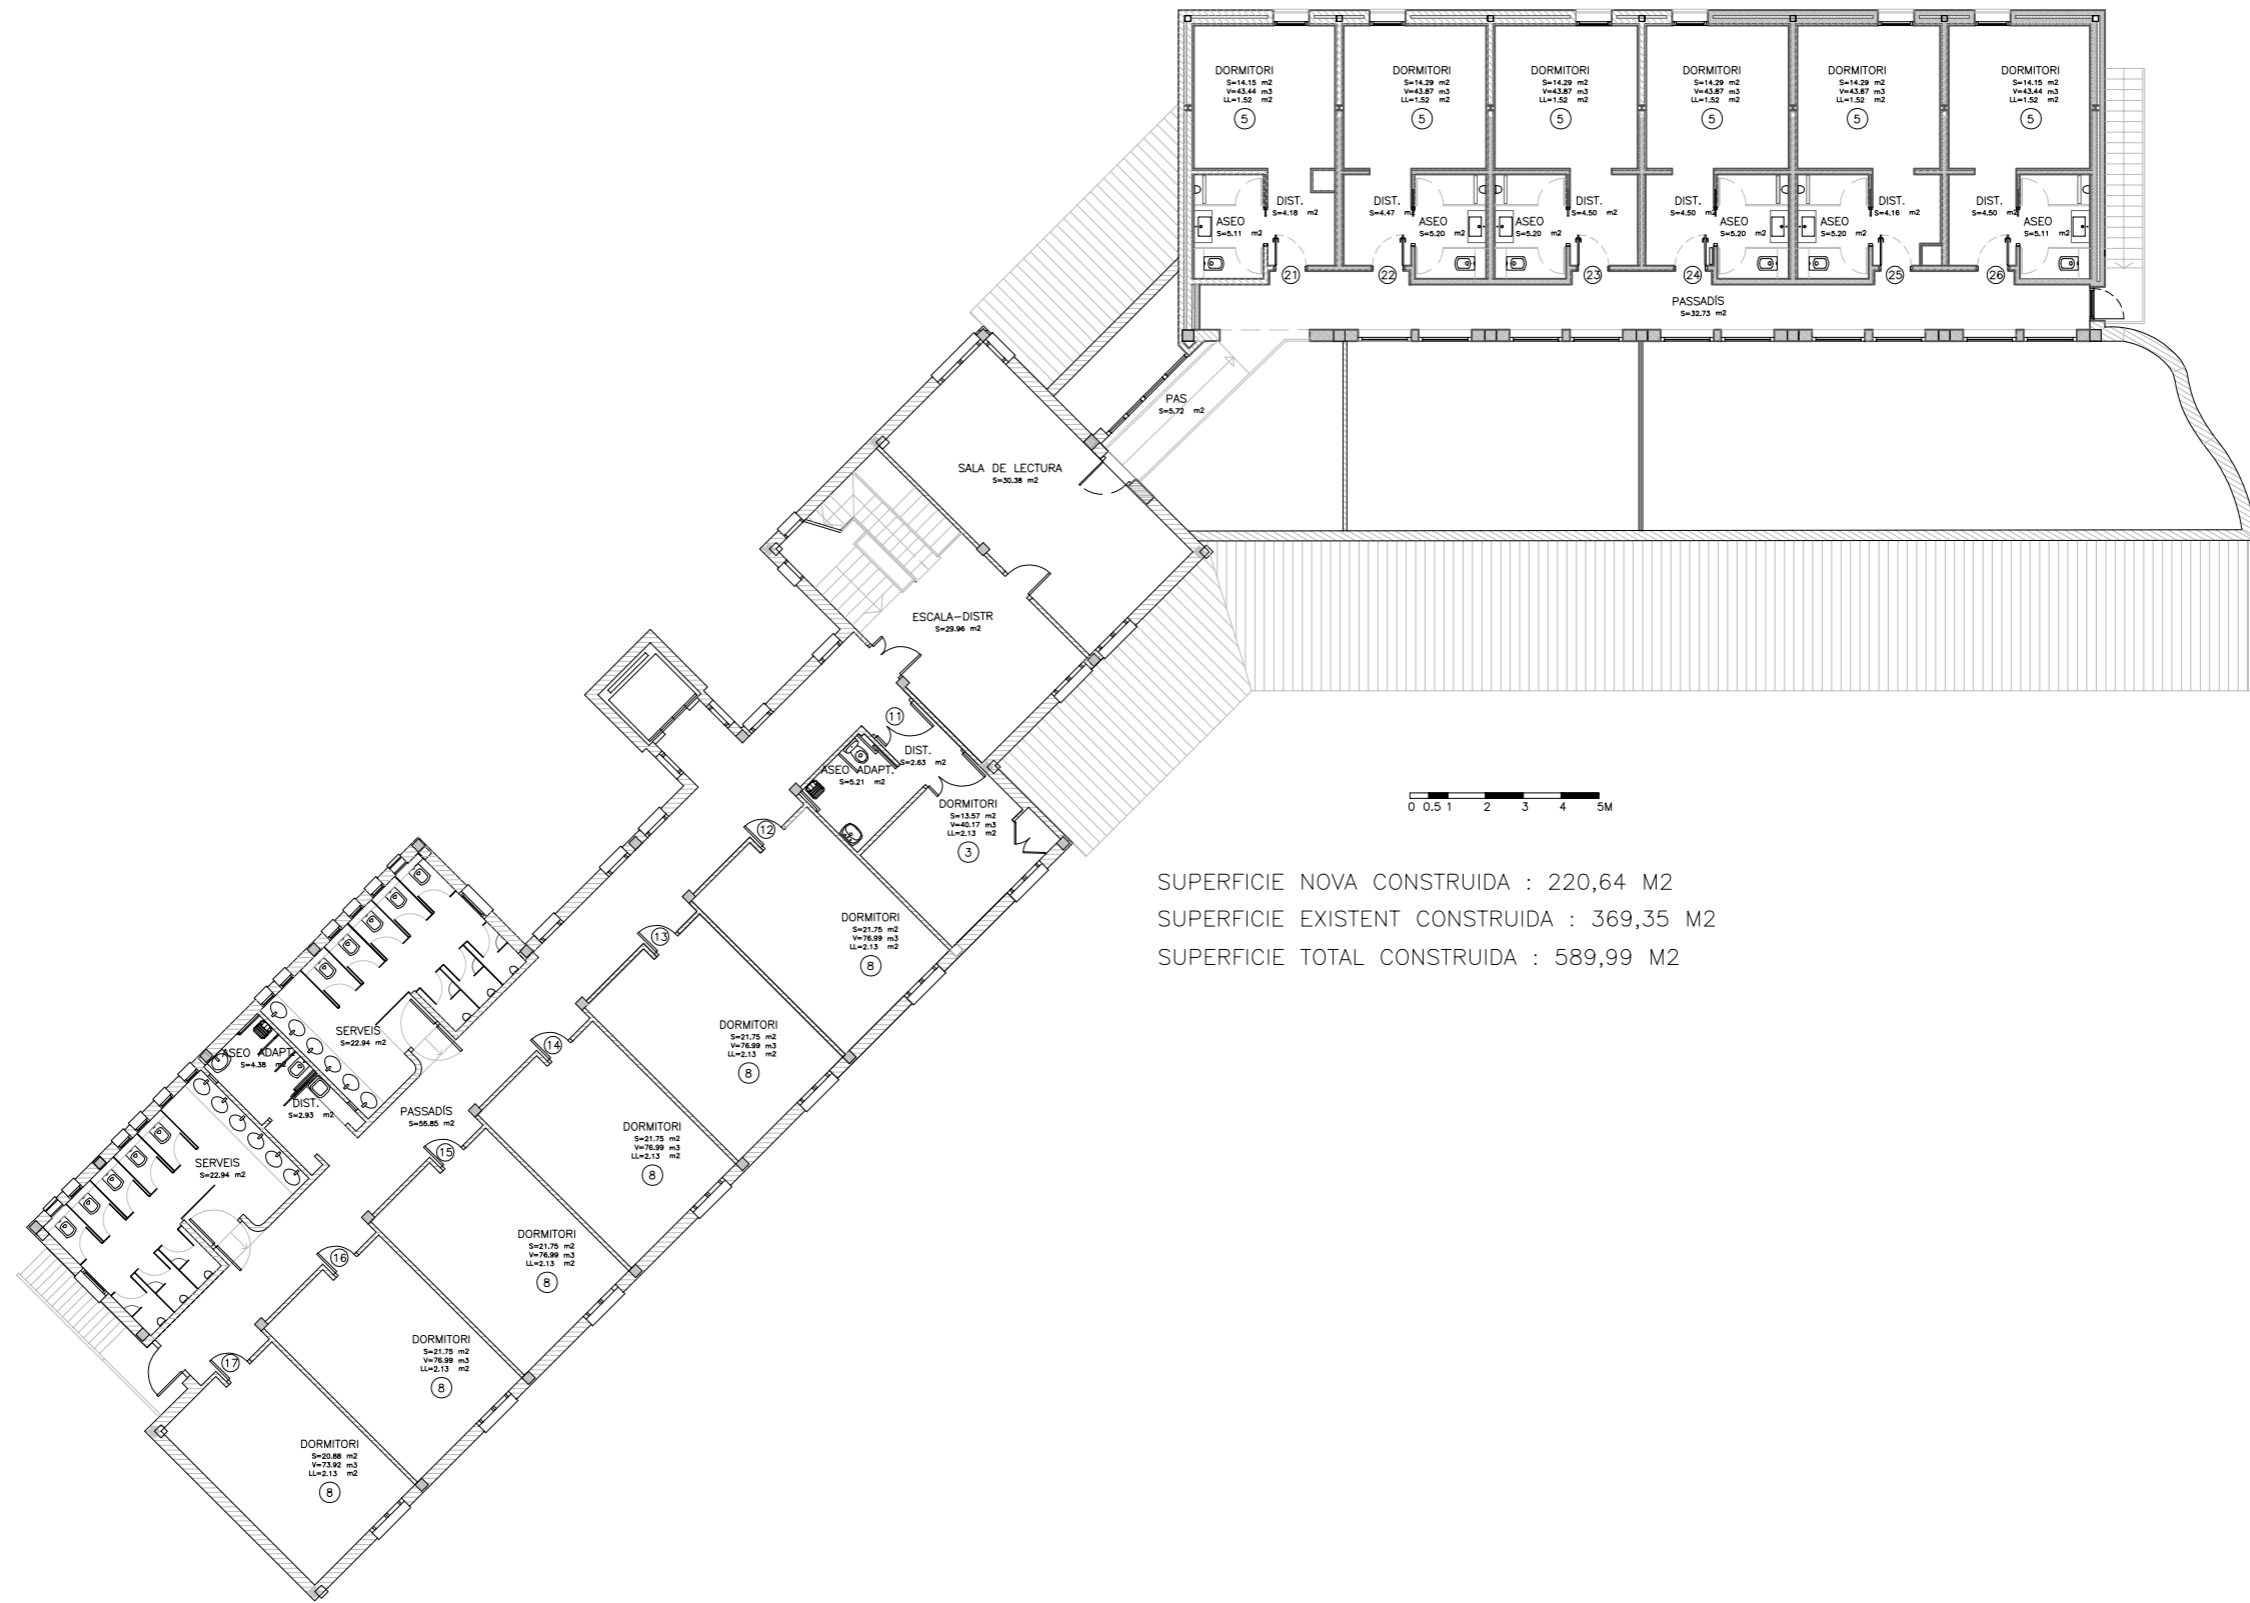 DORMITORI
S=14.15 m2
V=43.44 m3
LL=1.52 m2
5
DORMITORI
S=14.29 m2
V=43.87 m3
LL=1.52 m2
5
DORMITORI
S=14.29 m2
V=43.87 m3
LL=1.52 m2
5
DORMITORI
S=14.29 m2
V=43.87 m3
LL=1.52 m2
5
DORMITORI
S=14.29 m2
V=43.87 m3
LL=1.52 m2
5
DORMITORI
S=14.15 m2
V=43.44 m3
LL=1.52 m2
5
DIST.
S=4.18 m2
ASEO
S=5.11 m2
21
DIST.
S=4.47 m
ASEO
S=5.20 m2
22
ASEO
S=5.20 m2
DIST.
S=4.50 m2
23
DIST.
S=4.50 m2
ASEO
S=5.20 m2
24
ASEO
S=5.20 m2
DIST.
S=4.16 m2
25
DIST.
S=4.50 m2
ASEO
S=5.11 m2
26
PASSADÍS
S=32.73 m2
PAS
S=5.72 m2
SALA DE LECTURA
S=30.38 m2
ESCALA-DISTR
S=29.96 m2
11
DIST.
S=2.63 m2
ASEO ADAPT.
S=5.21 m2
DORMITORI
S=13.57 m2
V=40.17 m3
LL=2.13 m2
3
0 0.5 1 2 3 4 5M
12
DORMITORI
S=21.75 m2
V=76.99 m3
LL=2.13 m2
8
SUPERFICIE NOVA CONSTRUIDA : 220,64 M2
SUPERFICIE EXISTENT CONSTRUIDA : 369,35 M2
SUPERFICIE TOTAL CONSTRUIDA : 589,99 M2
13
DORMITORI
S=21.75 m2
V=76.99 m3
LL=2.13 m2
8
SERVEIS
S=22.94 m2
ASEO ADAPT.
S=4.38 m2
DIST.
S=2.93 m2
14
PASSADÍS
S=55.85 m2
DORMITORI
S=21.75 m2
V=76.99 m3
LL=2.13 m2
8
SERVEIS
S=22.94 m2
15
DORMITORI
S=21.75 m2
V=76.99 m3
LL=2.13 m2
8
16
DORMITORI
S=21.75 m2
V=76.99 m3
LL=2.13 m2
8
17
DORMITORI
S=20.88 m2
V=73.92 m3
LL=2.13 m2
8